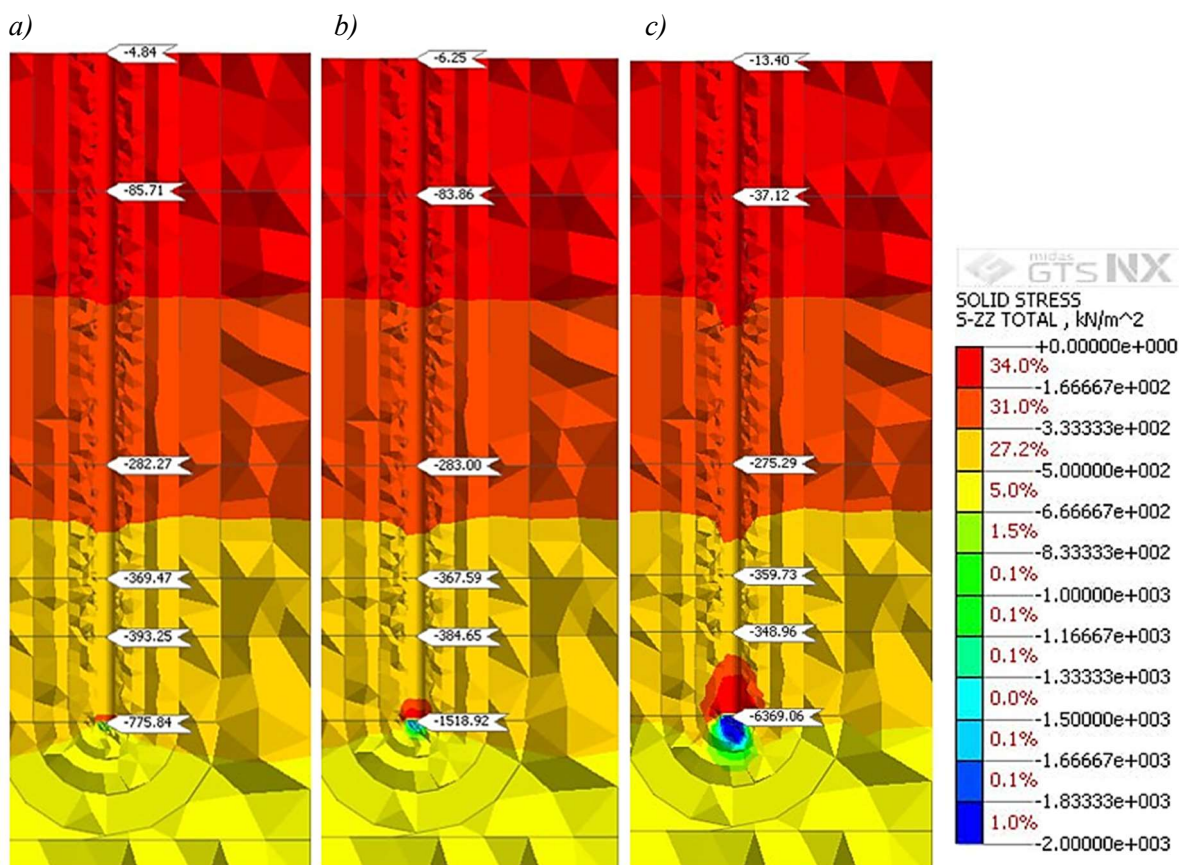 a) b) c)
-4.84 -6.25 -13.40
-85.71 -83.86 -37.12
-282.27 -283.00 -275.29
-369.47 -367.59 -359.73
-393.25 -384.65 -348.96
-775.84 -1518.92 -6369.06
midas
GTS NX
SOLID STRESS
S-ZZ TOTAL , kN/m^2
+0.00000e+000
34.0%
-1.66667e+002
31.0%
-3.33333e+002
27.2%
-5.00000e+002
5.0%
-6.66667e+002
1.5%
-8.33333e+002
0.1%
-1.00000e+003
0.1%
-1.16667e+003
0.1%
-1.33333e+003
0.0%
-1.50000e+003
0.1%
-1.66667e+003
0.1%
-1.83333e+003
1.0%
-2.00000e+003